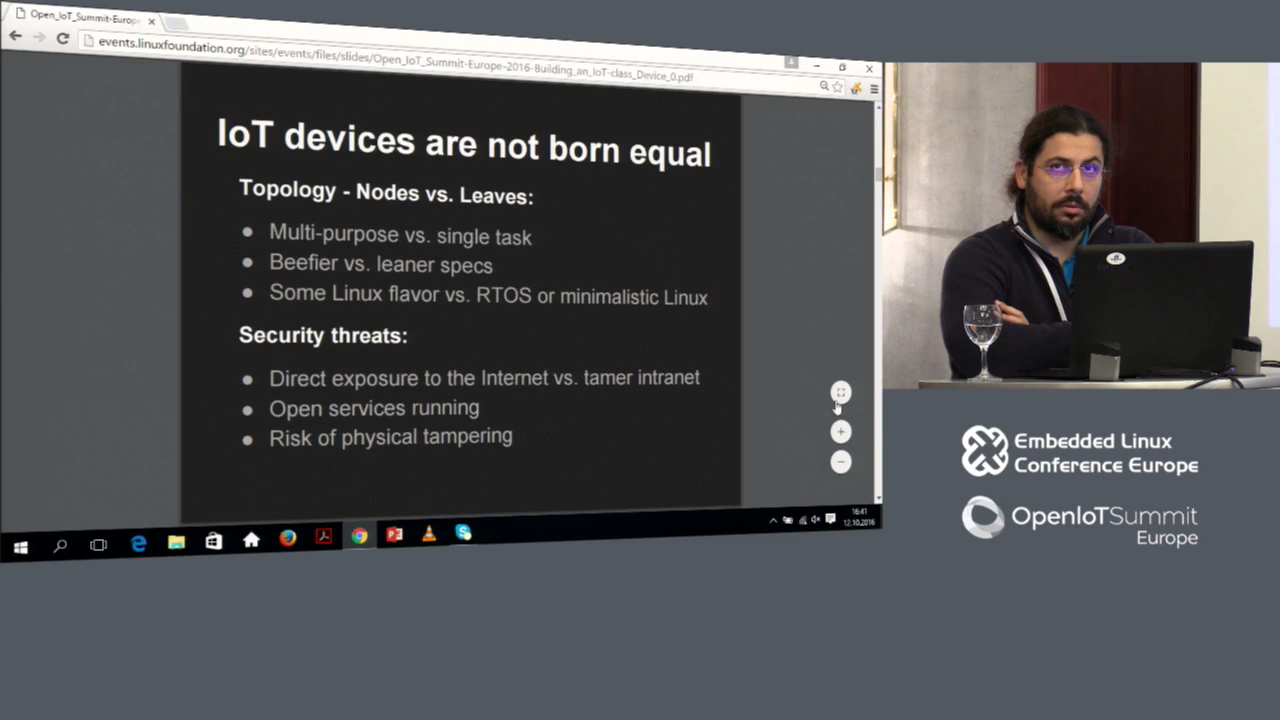 Open_IoT_Summit-Europe
events.linuxfoundation.org/sites/events/files/slides/Open_IoT_Summit-Europe-2016-Building_an_IoT-class_Device_0.pdf
IoT devices are not born equal
Topology - Nodes vs. Leaves:
● Multi-purpose vs. single task
● Beefier vs. leaner specs
● Some Linux flavor vs. RTOS or minimalistic Linux
Security threats:
● Direct exposure to the Internet vs. tamer intranet
● Open services running
● Risk of physical tampering
16:41
12.10.2016
Embedded Linux
Conference Europe
OpenIoTSummit
Europe